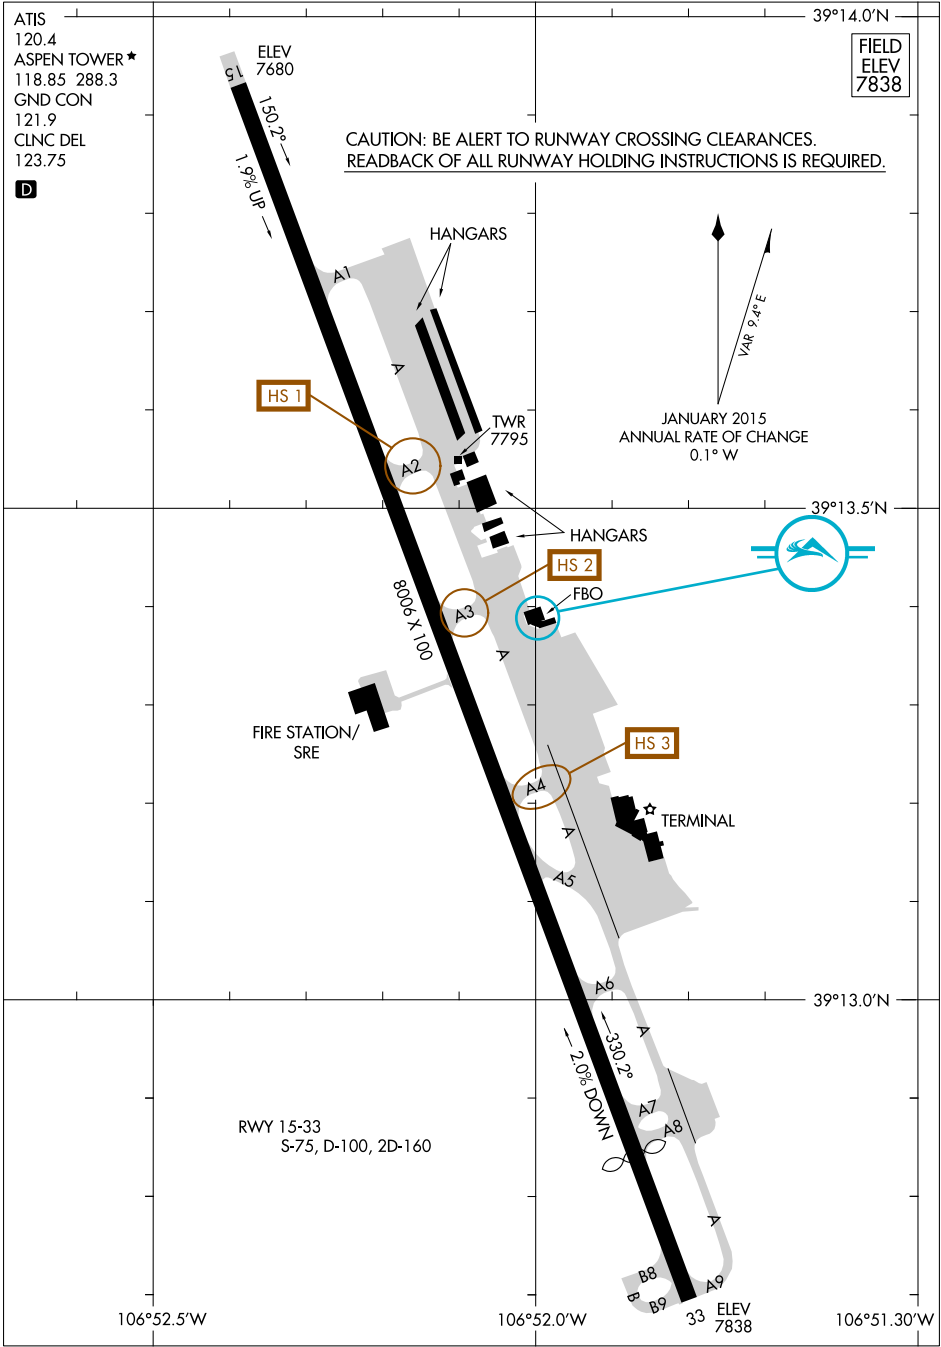 ATIS
120.4
ASPEN TOWER★
118.85 288.3
GND CON
121.9
CLNC DEL
123.75
D
39°14.0'N
FIELD
ELEV
7838
ELEV
7680
15
150.2°
1.9% UP
CAUTION: BE ALERT TO RUNWAY CROSSING CLEARANCES.
READBACK OF ALL RUNWAY HOLDING INSTRUCTIONS IS REQUIRED.
HANGARS
A1
VAR 9.4° E
A
HS 1
JANUARY 2015
ANNUAL RATE OF CHANGE
0.1° W
TWR
7795
A2
39°13.5'N
HANGARS
HS 2
FBO
A3
8006 X 100
A
FIRE STATION/
SRE
HS 3
A4
TERMINAL
A
A5
A6
39°13.0'N
A
330.2°
2.0% DOWN
A7
A8
RWY 15-33
S-75, D-100, 2D-160
A
B8
A9
B
B9
33
ELEV
7838
106°52.5'W
106°52.0'W
106°51.30'W